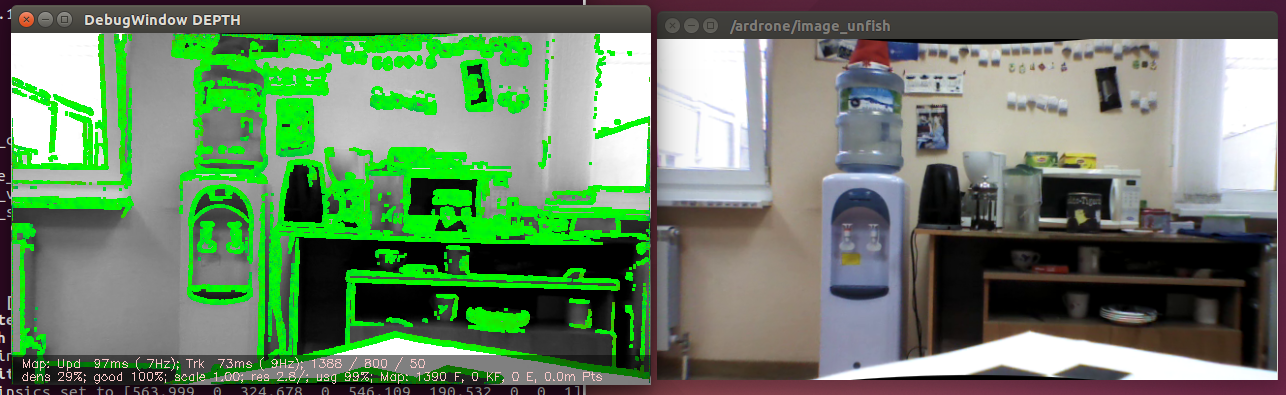 DebugWindow DEPTH
/ardrone/image_unfish
Map: Upd 97ms ( 7Hz); Trk 73ms ( 9Hz); 1388 / 800 / 50
dens 29%; good 100%; scale 1.00; res 2.8/; usg 99%; Map: 1390 F, 0 KF, 0 E, 0.0m Pts
insics set to [563.999, 0, 324.678, 0, 546.109, 190.532, 0, 0, 1]